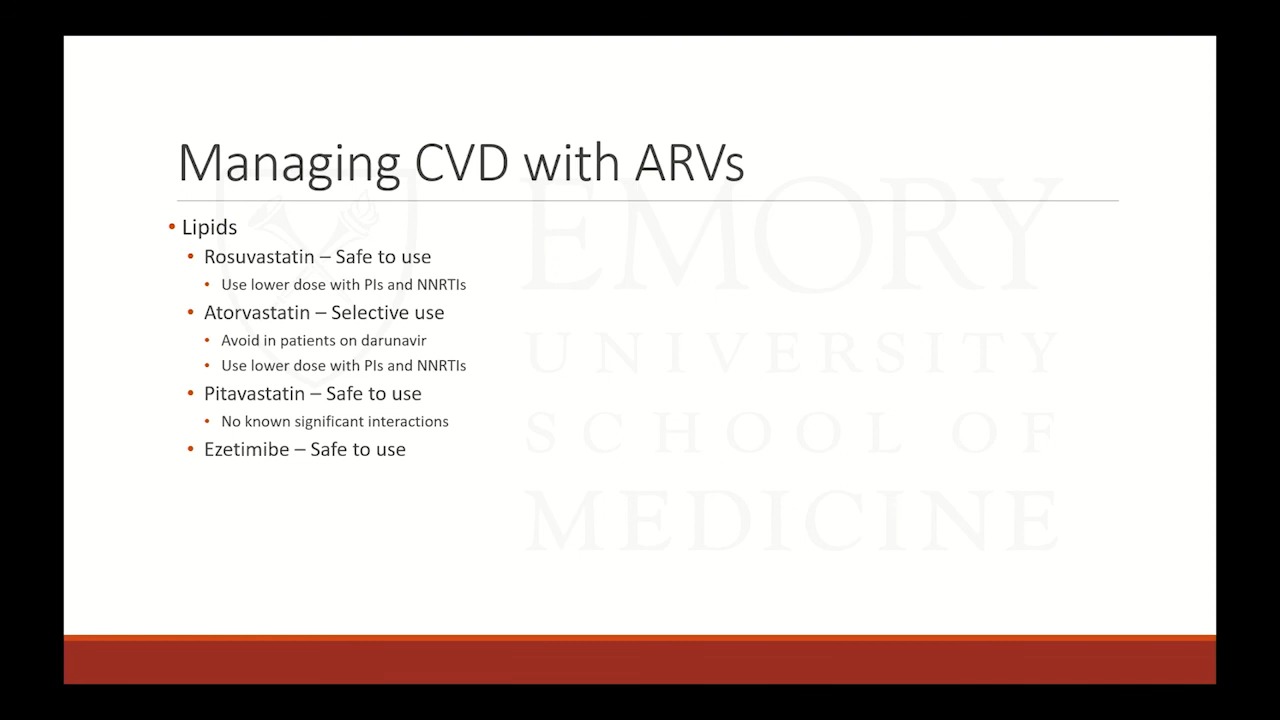 Managing CVD with ARVs
• Lipids
• Rosuvastatin – Safe to use
• Use lower dose with PIs and NNRTIs
• Atorvastatin – Selective use
• Avoid in patients on darunavir
• Use lower dose with PIs and NNRTIs
• Pitavastatin – Safe to use
• No known significant interactions
• Ezetimibe – Safe to use
EMORY
UNIVERSITY
SCHOOL OF
MEDICINE